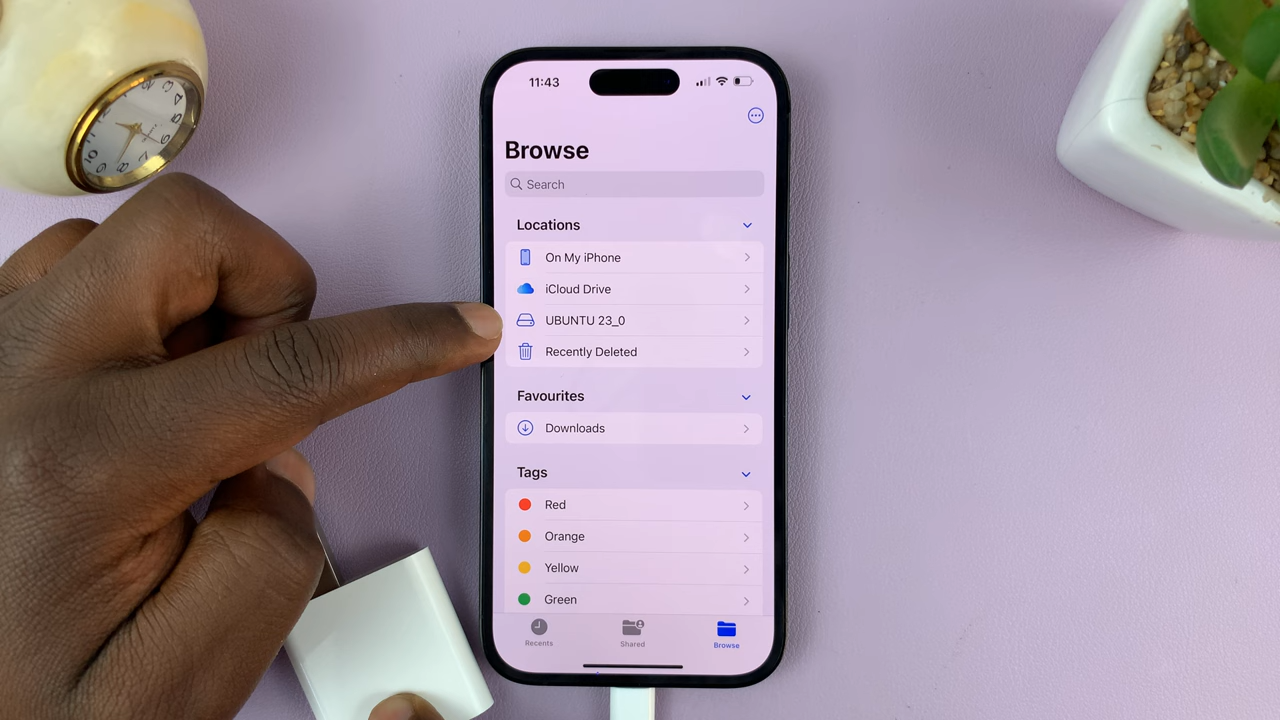 11:43
Browse
Search
Locations
On My iPhone
iCloud Drive
UBUNTU 23_0
Recently Deleted
Favourites
Downloads
Tags
Red
Orange
Yellow
Green
Recents
Shared
Browse